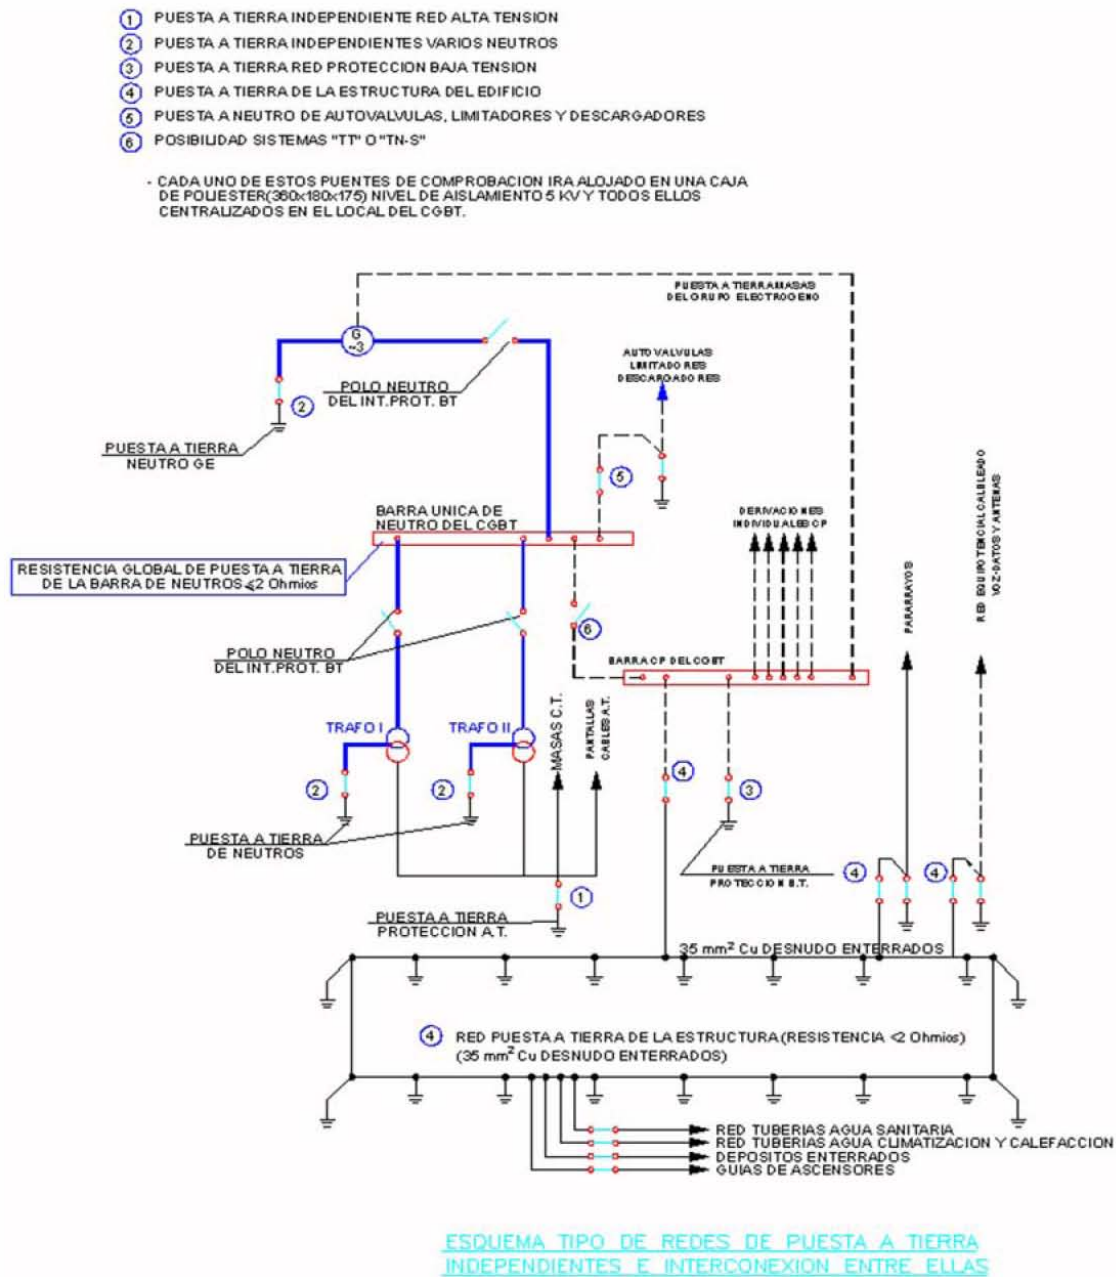 1 PUESTA A TIERRA INDEPENDIENTE RED ALTA TENSION
2 PUESTA A TIERRA INDEPENDIENTES VARIOS NEUTROS
3 PUESTA A TIERRA RED PROTECCION BAJA TENSION
4 PUESTA A TIERRA DE LA ESTRUCTURA DEL EDIFICIO
5 PUESTA A NEUTRO DE AUTOVALVULAS, LIMITADORES Y DESCARGADORES
6 POSIBILIDAD SISTEMAS "TT" O "TN-S"
- CADA UNO DE ESTOS PUENTES DE COMPROBACION IRA ALOJADO EN UNA CAJA
DE POLIESTER(360x180x175) NIVEL DE AISLAMIENTO 5 KV Y TODOS ELLOS
CENTRALIZADOS EN EL LOCAL DEL CGBT.
PUESTA A TIERRA MASAS
DEL GRUPO ELECTROGENO
G
~3
POLO NEUTRO
DEL INT.PROT. BT
2
PUESTA A TIERRA
NEUTRO GE
AUTOVALVULAS
LIMITADORES
DESCARGADORES
5
BARRA UNICA DE
NEUTRO DEL CGBT
DERIVACIONES
INDIVIDUALES CP
RESISTENCIA GLOBAL DE PUESTA A TIERRA
DE LA BARRA DE NEUTROS ≤2 Ohmios
PARARRAYOS
RED EQUIPOTENCIAL CABLEADO
VOZ-DATOS Y ANTENAS
6
POLO NEUTRO
DEL INT.PROT. BT
BARRA CP DEL CGBT
TRAFO I
TRAFO II
MASAS C.T.
PANTALLAS
CABLES A.T.
2
2
4
3
PUESTA A TIERRA
DE NEUTROS
PUESTA A TIERRA
PROTECCION B.T.
4
4
1
PUESTA A TIERRA
PROTECCION A.T.
35 mm² Cu DESNUDO ENTERRADOS
4 RED PUESTA A TIERRA DE LA ESTRUCTURA (RESISTENCIA <2 Ohmios)
(35 mm² Cu DESNUDO ENTERRADOS)
RED TUBERIAS AGUA SANITARIA
RED TUBERIAS AGUA CLIMATIZACION Y CALEFACCION
DEPOSITOS ENTERRADOS
GUIAS DE ASCENSORES
ESQUEMA TIPO DE REDES DE PUESTA A TIERRA
INDEPENDIENTES E INTERCONEXION ENTRE ELLAS